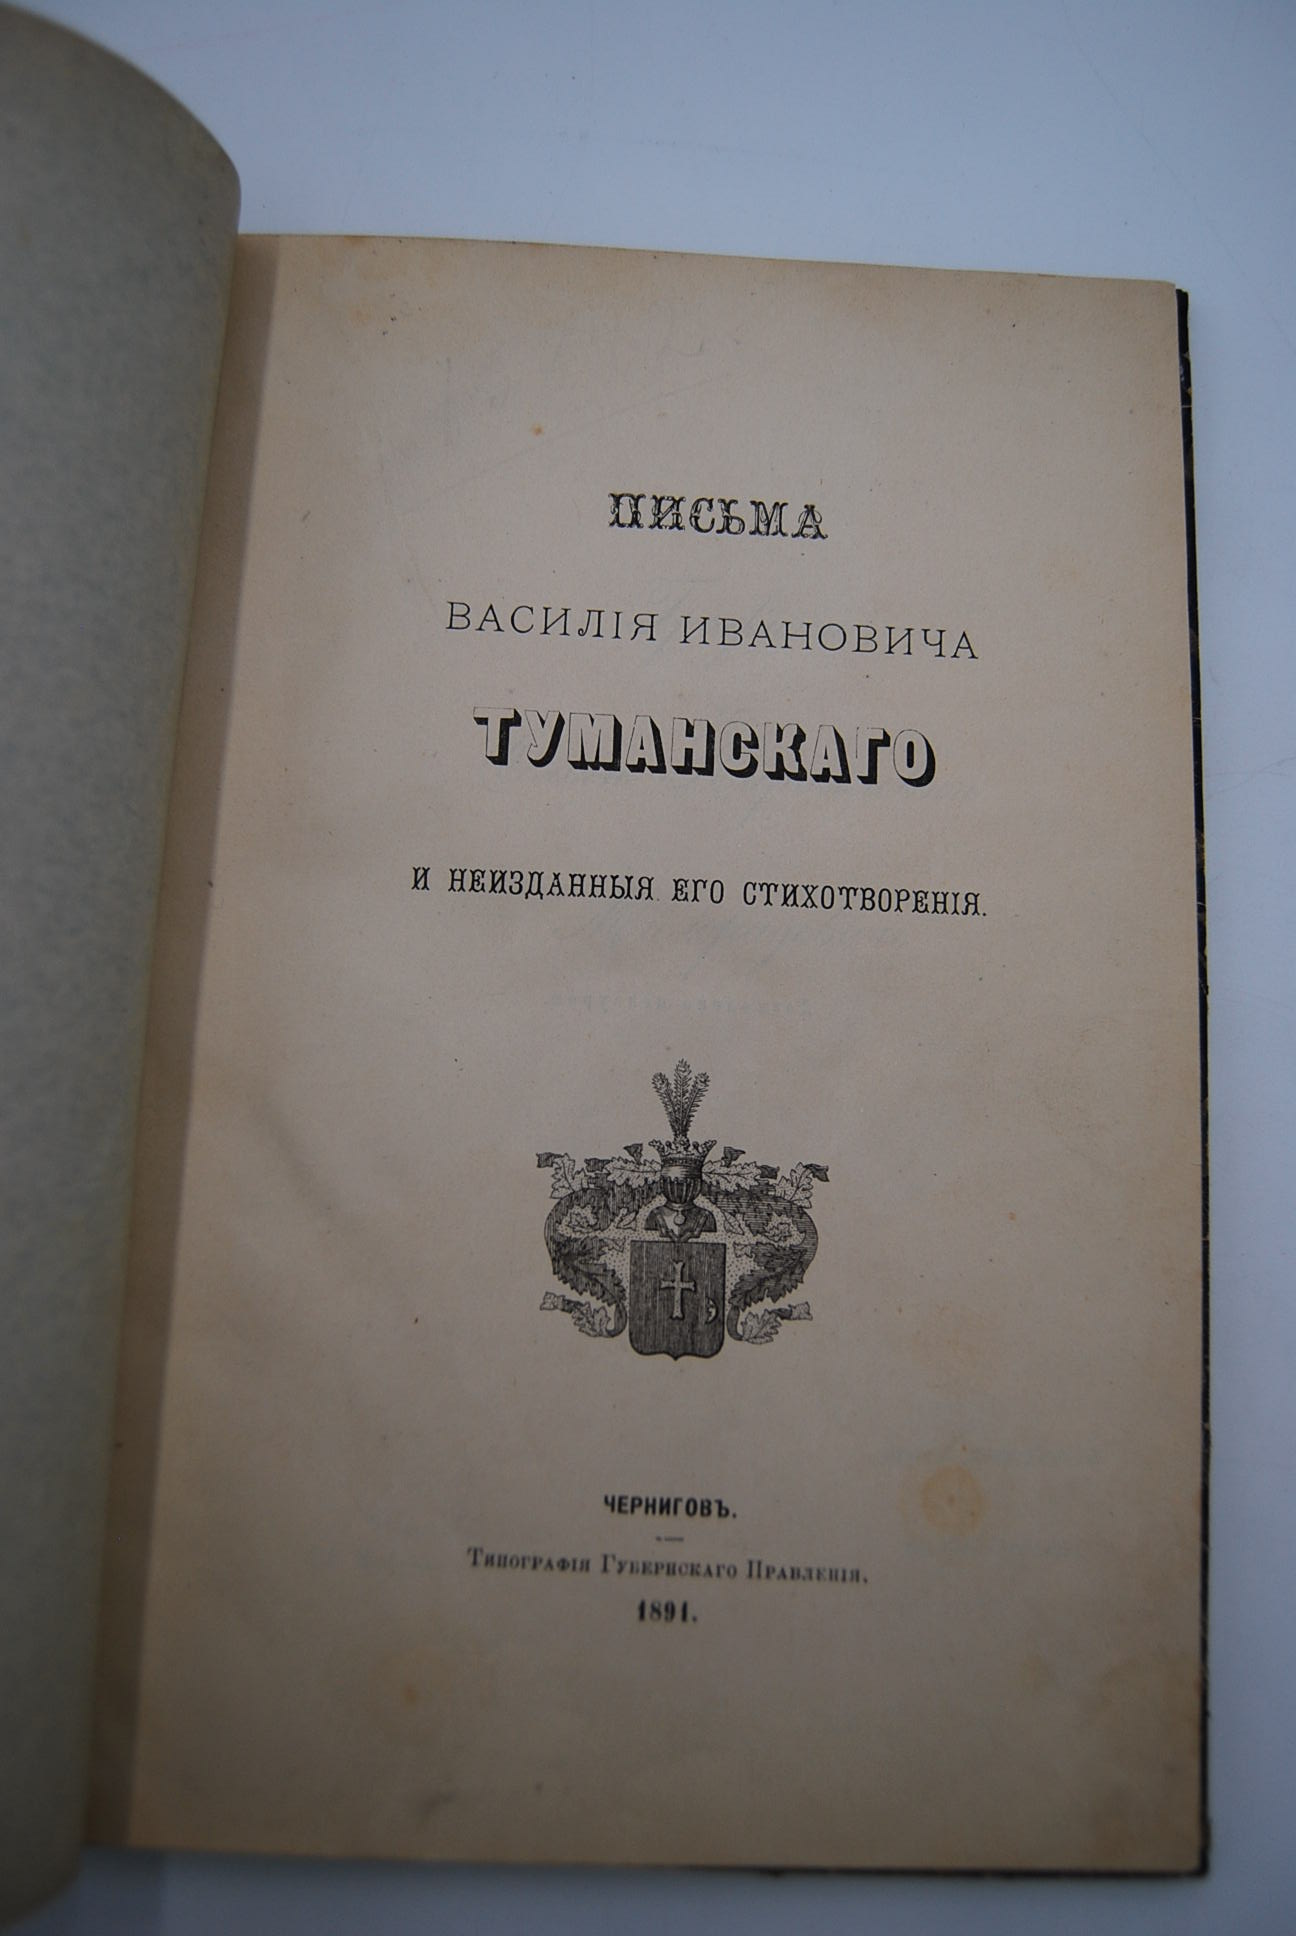 ПИСЬМА
ВАСИЛІЯ ИВАНОВИЧА
ТУМАНСКАГО
И НЕИЗДАННЫЯ ЕГО СТИХОТВОРЕНІЯ.
ЧЕРНИГОВЪ.
Типографія Губернскаго Правленія.
1891.